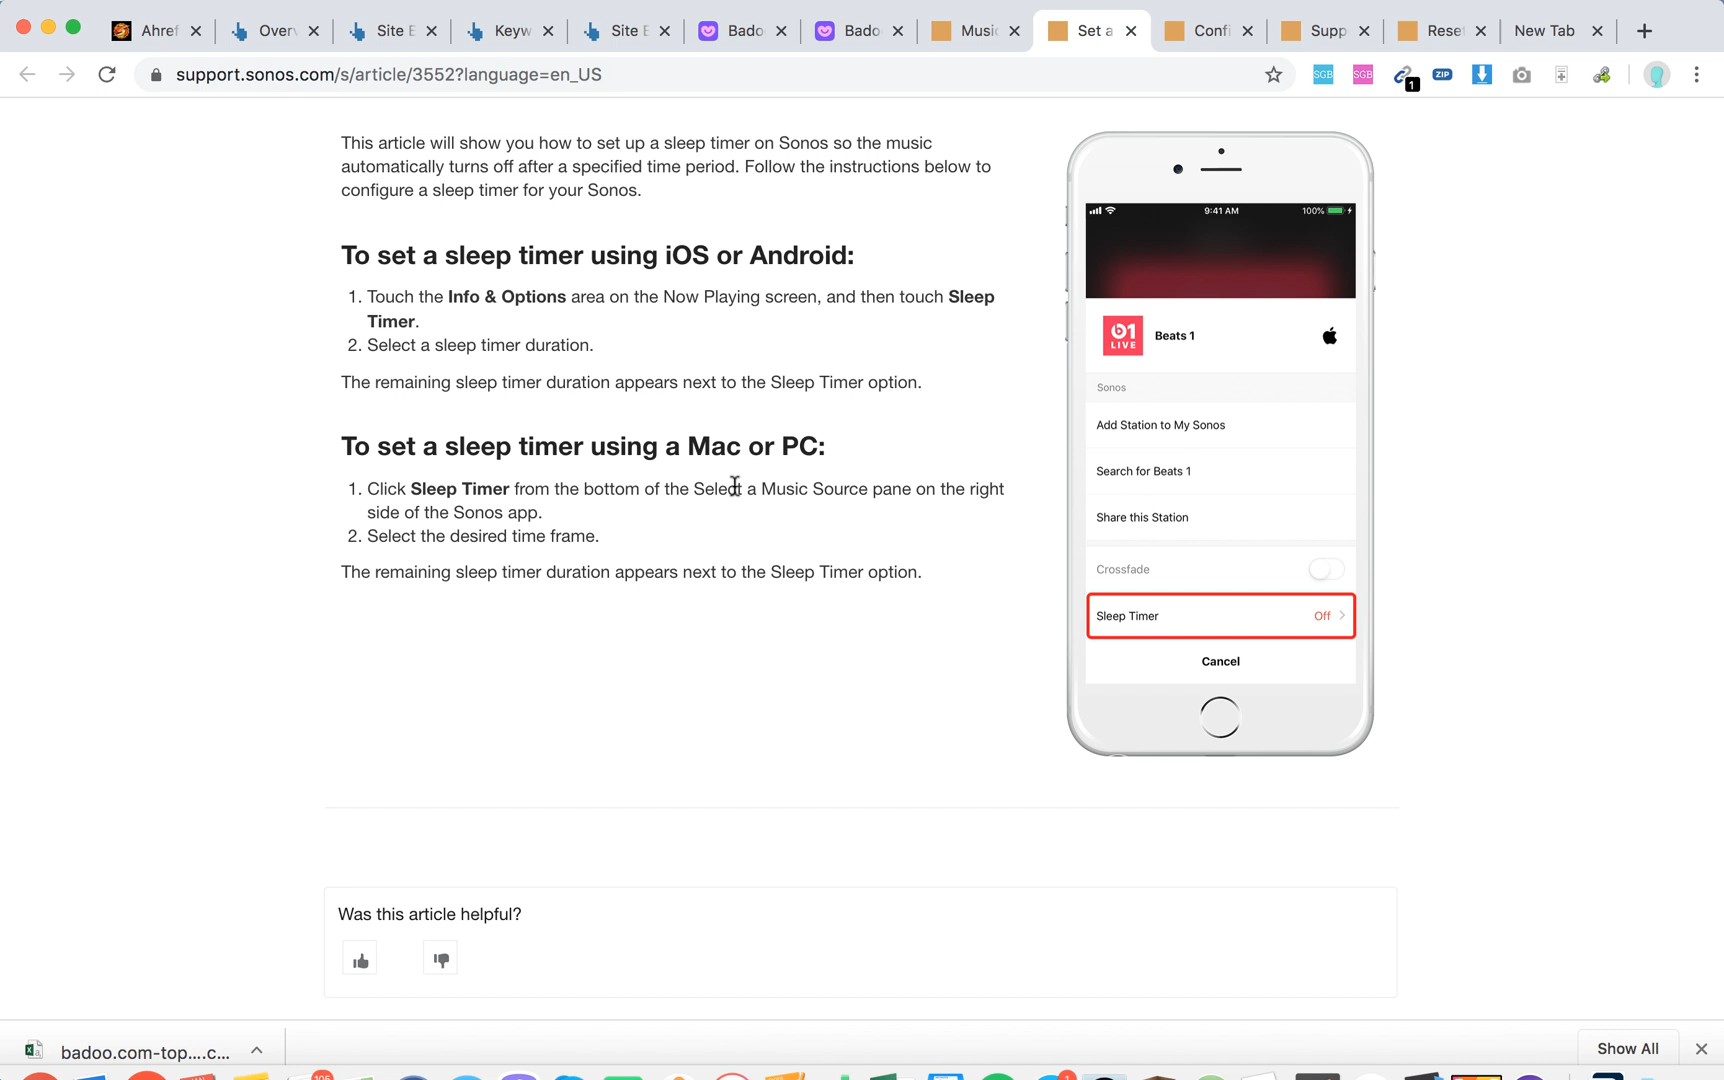 Ahref
Over
Site E
Keyw
Site E
Bado
Bado
Music
Set a
Confi
Supp
Rese
New Tab
support.sonos.com/s/article/3552?language=en_US
SGB
SGB
1
ZIP
This article will show you how to set up a sleep timer on Sonos so the music
automatically turns off after a specified time period. Follow the instructions below to
configure a sleep timer for your Sonos.
To set a sleep timer using iOS or Android:
1. Touch the Info & Options area on the Now Playing screen, and then touch Sleep
Timer.
2. Select a sleep timer duration.
The remaining sleep timer duration appears next to the Sleep Timer option.
To set a sleep timer using a Mac or PC:
1. Click Sleep Timer from the bottom of the Select a Music Source pane on the right
side of the Sonos app.
2. Select the desired time frame.
The remaining sleep timer duration appears next to the Sleep Timer option.
9:41 AM
100%
1
LIVE
Beats 1
Sonos
Add Station to My Sonos
Search for Beats 1
Share this Station
Crossfade
Sleep Timer Off
Cancel
Was this article helpful?
badoo.com-top....c...
Show All
105
1